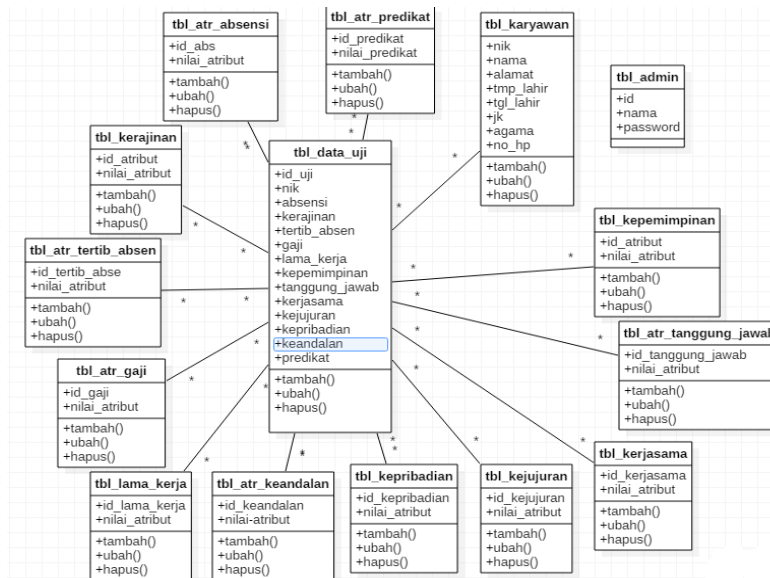 tbl_atr_absensi
+id_abs
+nilai_atribut
+tambah()
+ubah()
+hapus()
tbl_atr_predikat
+id_predikat
+nilai_predikat
+tambah()
+ubah()
+hapus()
tbl_karyawan
+nik
+nama
+alamat
+tmp_lahir
+tgl_lahir
+jk
+agama
+no_hp
+tambah()
+ubah()
+hapus()
tbl_admin
+id
+nama
+password
tbl_kerajinan
+id_atribut
+nilai_atribut
+tambah()
+ubah()
+hapus()
tbl_data_uji
+id_uji
+nik
+absensi
+kerajinan
+tertib_absen
+gaji
+lama_kerja
+kepemimpinan
+tanggung_jawab
+kerjasama
+kejujuran
+kepribadian
+keandalan
+predikat
+tambah()
+ubah()
+hapus()
tbl_kepemimpinan
+id_atribut
+nilai_atribut
+tambah()
+ubah()
+hapus()
tbl_atr_tertib_absen
+id_tertib_abse
+nilai_atribut
+tambah()
+ubah()
+hapus()
tbl_atr_tanggung_jawal
+id_tanggung_jawab
+nilai_atribut
+tambah()
+ubah()
+hapus()
tbl_atr_gaji
+id_gaji
+nilai_atribut
+tambah()
+ubah()
+hapus()
tbl_kerjasama
+id_kerjasama
+nilai_atribut
+tambah()
+ubah()
+hapus()
tbl_lama_kerja
+id_lama_kerja
+nilai_atribut
+tambah()
+ubah()
+hapus()
tbl_atr_keandalan
+id_keandalan
+nilai-atribut
+tambah()
+ubah()
+hapus()
tbl_kepribadian
+id_kepribadian
+nilai_atribut
+tambah()
+ubah()
+hapus()
tbl_kejujuran
+id_kejujuran
+nilai_atribut
+tambah()
+ubah()
+hapus()